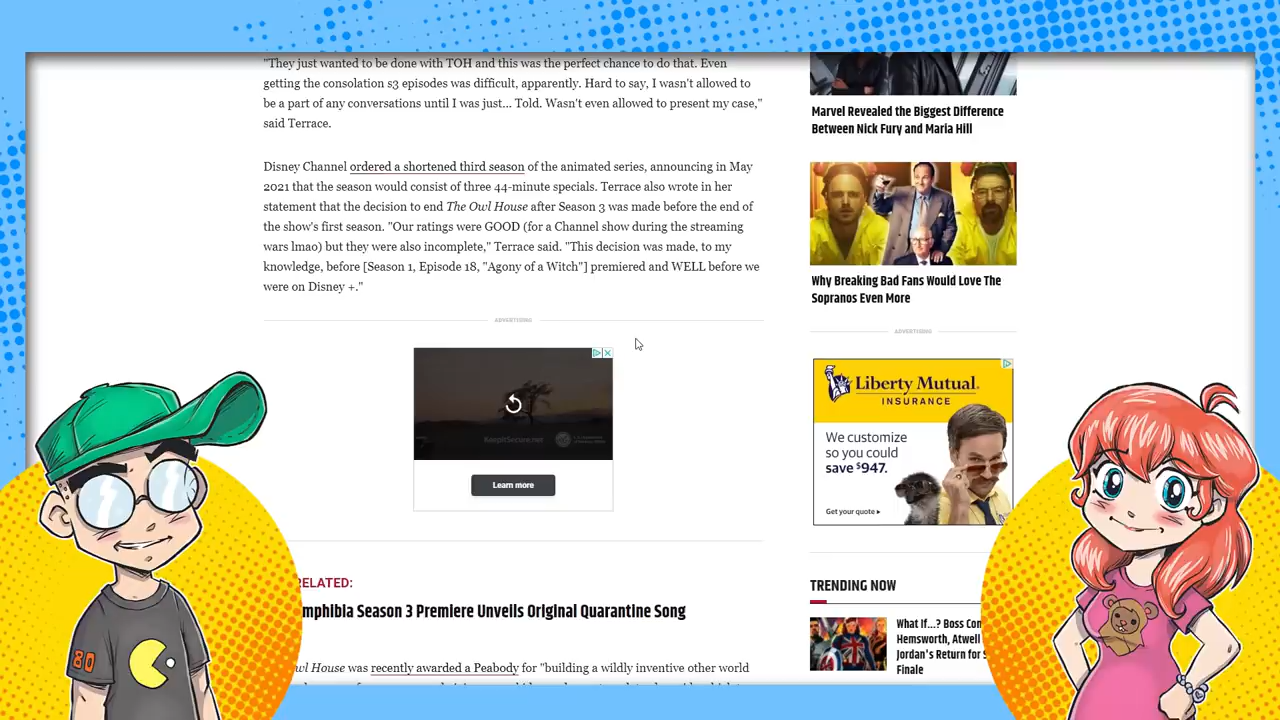 "They just wanted to be done with TOH and this was the perfect chance to do that. Even
getting the consolation s3 episodes was difficult, apparently. Hard to say, I wasn't allowed to
be a part of any conversations until I was just... Told. Wasn't even allowed to present my case,"
said Terrace.
Disney Channel ordered a shortened third season of the animated series, announcing in May
2021 that the season would consist of three 44-minute specials. Terrace also wrote in her
statement that the decision to end The Owl House after Season 3 was made before the end of
the show's first season. "Our ratings were GOOD (for a Channel show during the streaming
wars lmao) but they were also incomplete," Terrace said. "This decision was made, to my
knowledge, before [Season 1, Episode 18, "Agony of a Witch"] premiered and WELL before we
were on Disney +."
ADVERTISING
KeepItSecure.net
Learn more
RELATED:
mphibia Season 3 Premiere Unveils Original Quarantine Song
wl House was recently awarded a Peabody for "building a wildly inventive other world
Marvel Revealed the Biggest Difference
Between Nick Fury and Maria Hill
Why Breaking Bad Fans Would Love The
Sopranos Even More
ADVERTISING
Liberty Mutual.
INSURANCE
We customize
so you could
save $947.
Get your quote
TRENDING NOW
What If...? Boss Con
Hemsworth, Atwell
Jordan's Return for S
Finale
80